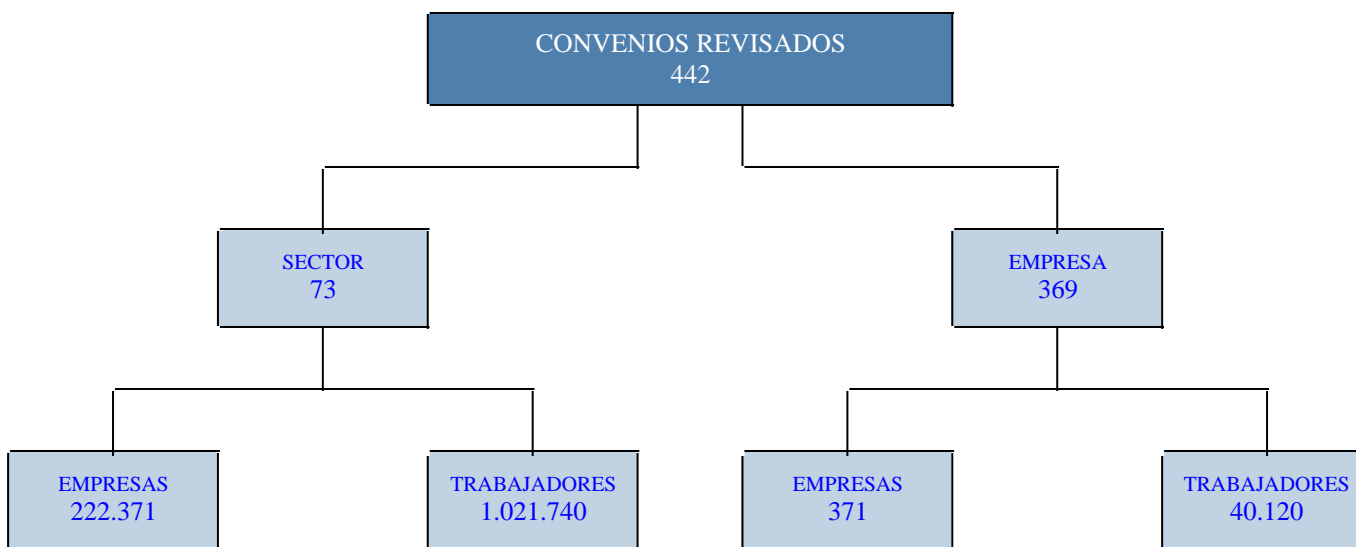 CONVENIOS REVISADOS
442
SECTOR
73
EMPRESA
369
EMPRESAS
222.371
TRABAJADORES
1.021.740
EMPRESAS
371
TRABAJADORES
40.120